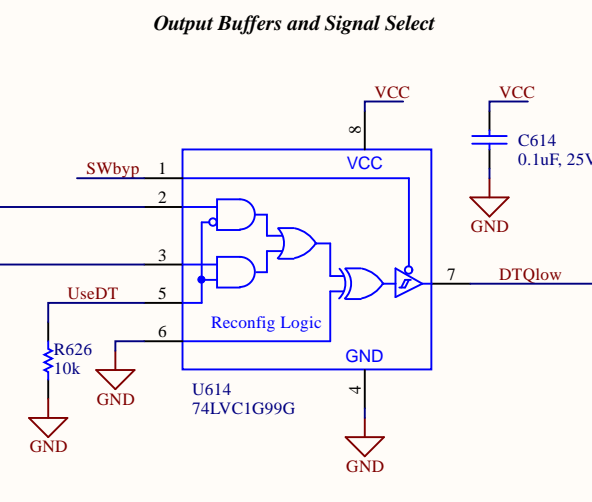 Output Buffers and Signal Select
VCC
VCC
8
C614
0.1uF, 25V
VCC
SWbyp
1
2
GND
3
7
DTQlow
UseDT
5
Reconfig Logic
6
R626
10k
GND
GND
U614
74LVC1G99G
4
GND
GND